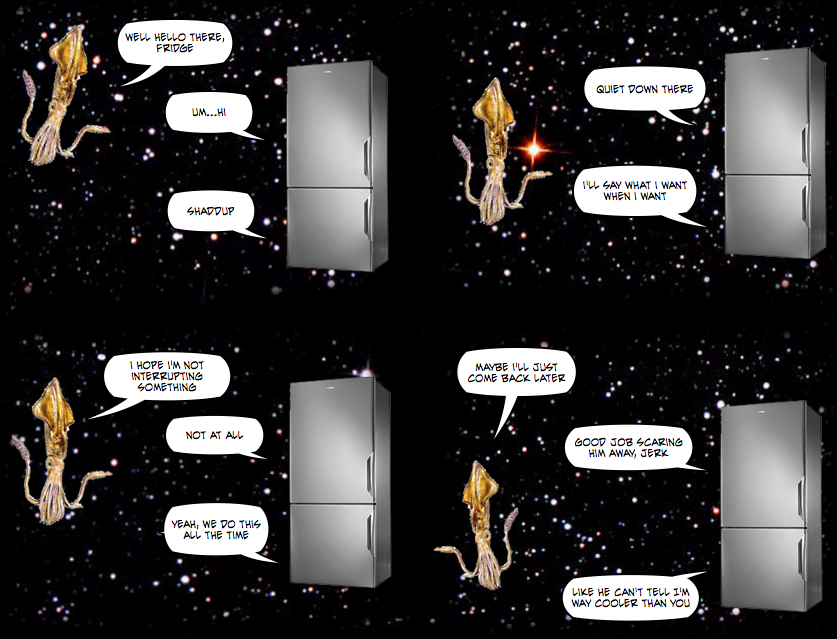 WELL HELLO THERE,
FRIDGE
UM...HI
SHADDUP
QUIET DOWN THERE
I'LL SAY WHAT I WANT
WHEN I WANT
I HOPE I'M NOT
INTERRUPTING
SOMETHING
NOT AT ALL
YEAH, WE DO THIS
ALL THE TIME
MAYBE I'LL JUST
COME BACK LATER
GOOD JOB SCARING
HIM AWAY, JERK
LIKE HE CAN'T TELL I'M
WAY COOLER THAN YOU